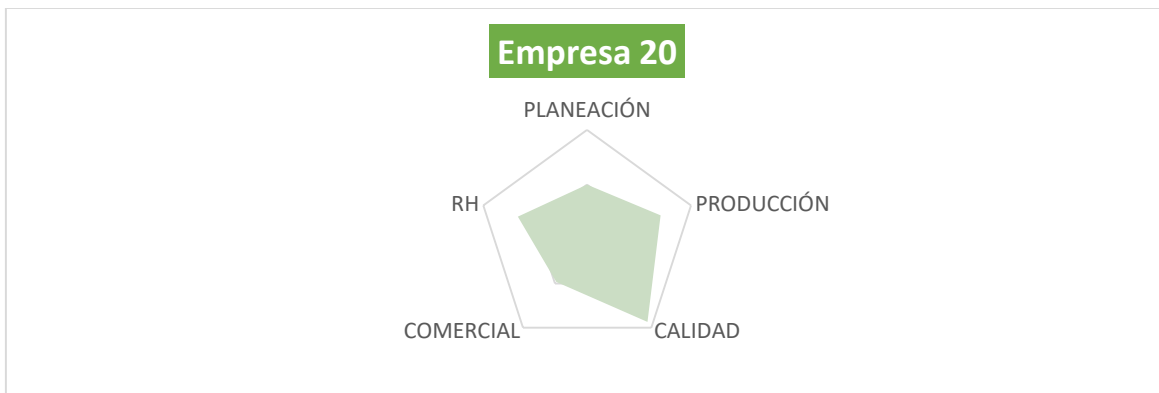 Empresa 20
PLANEACIÓN
RH
PRODUCCIÓN
COMERCIAL
CALIDAD